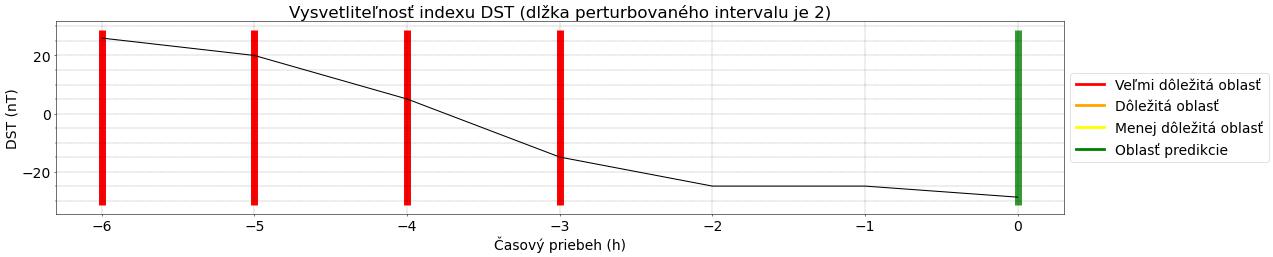 Vysvetliteľnosť indexu DST (dlžka perturbovaného intervalu je 2)
DST (nT)
20
0
−20
−6 −5 −4 −3 −2 −1 0
Časový priebeh (h)
Veľmi dôležitá oblasť
Dôležitá oblasť
Menej dôležitá oblasť
Oblasť predikcie